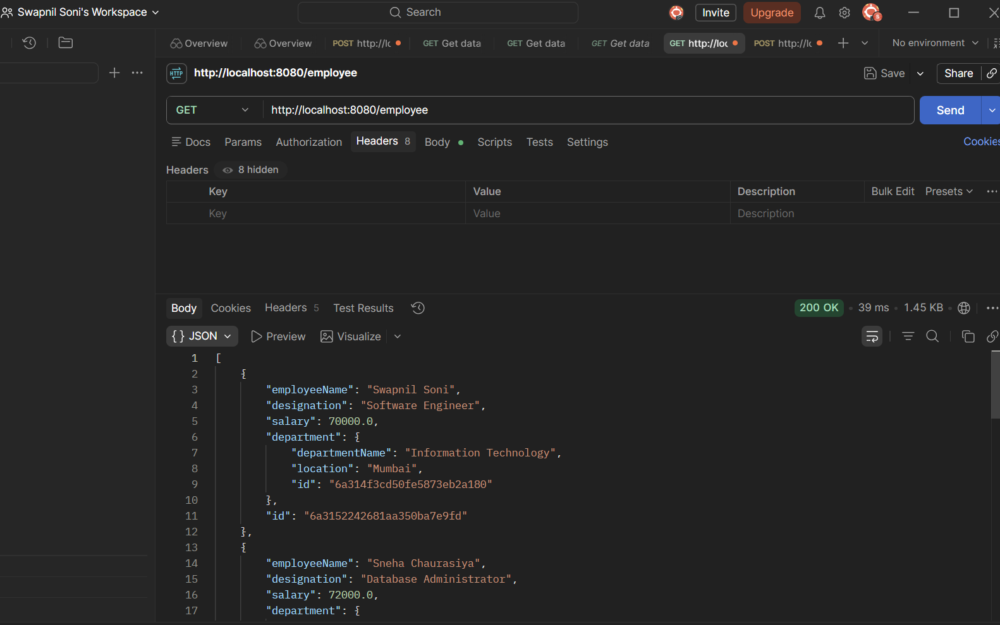 Swapnil Soni's Workspace
Search
Invite
Upgrade
Overview
Overview
POST http://lc
GET Get data
GET Get data
GET Get data
GET http://loc
POST http://lc
No environment
HTTP
http://localhost:8080/employee
Save
Share
GET
http://localhost:8080/employee
Send
Docs
Params
Authorization
Headers 8
Body
Scripts
Tests
Settings
Cookies
Headers
8 hidden
Key
Value
Description
Bulk Edit
Presets
Key
Value
Description
Body
Cookies
Headers 5
Test Results
200 OK
39 ms
1.45 KB
{} JSON
Preview
Visualize
1 [
2 {
3 "employeeName": "Swapnil Soni",
4 "designation": "Software Engineer",
5 "salary": 70000.0,
6 "department": {
7 "departmentName": "Information Technology",
8 "location": "Mumbai",
9 "id": "6a314f3cd50fe5873eb2a180"
10 },
11 "id": "6a3152242681aa350ba7e9fd"
12 },
13 {
14 "employeeName": "Sneha Chaurasiya",
15 "designation": "Database Administrator",
16 "salary": 72000.0,
17 "department": {